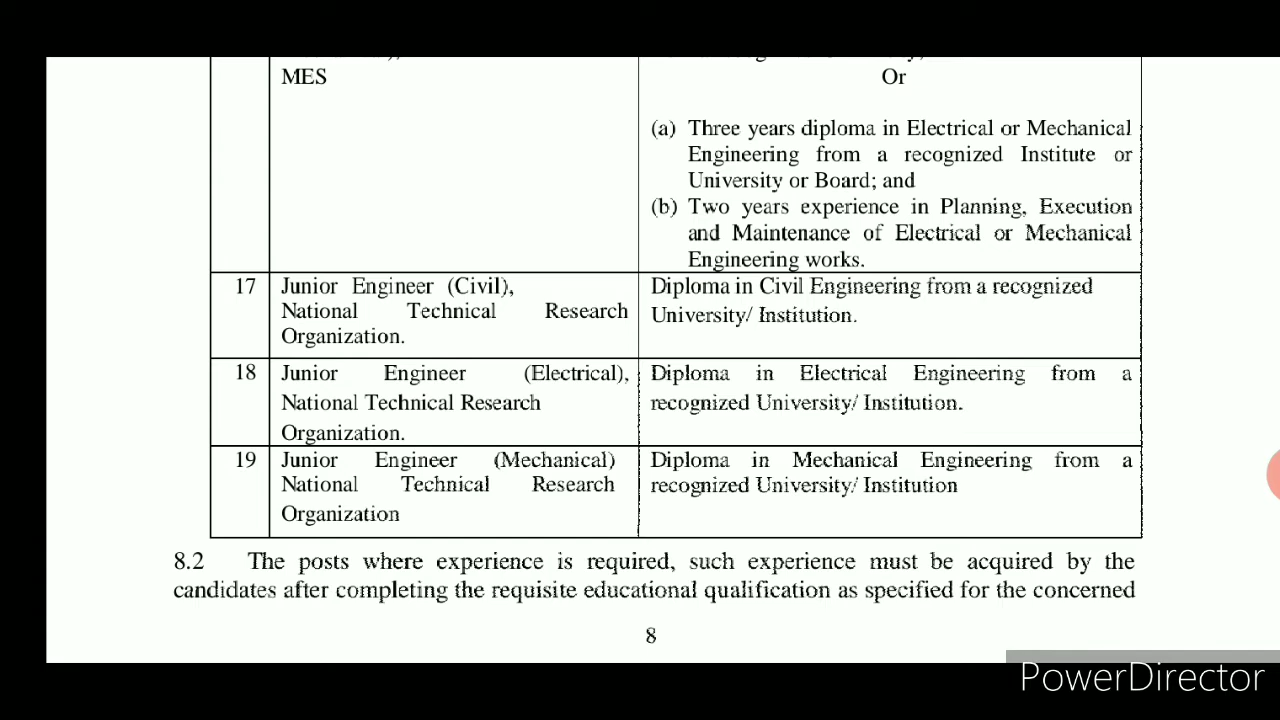 MES
Or
(a) Three years diploma in Electrical or Mechanical
Engineering from a recognized Institute or
University or Board; and
(b) Two years experience in Planning, Execution
and Maintenance of Electrical or Mechanical
Engineering works.
17 Junior Engineer (Civil),
National Technical Research
Organization.
Diploma in Civil Engineering from a recognized
University/ Institution.
18 Junior Engineer (Electrical),
National Technical Research
Organization.
Diploma in Electrical Engineering from a
recognized University/ Institution.
19 Junior Engineer (Mechanical)
National Technical Research
Organization
Diploma in Mechanical Engineering from a
recognized University/ Institution
8.2 The posts where experience is required, such experience must be acquired by the
candidates after completing the requisite educational qualification as specified for the concerned
8
PowerDirector